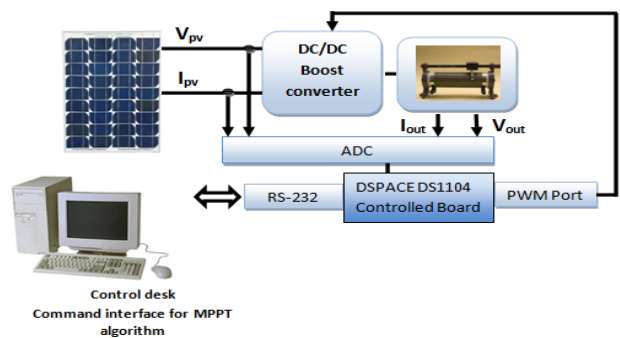 Vpv
Ipv
DC/DC
Boost
converter
Iout
Vout
ADC
RS-232
DSPACE DS1104
Controlled Board
PWM Port
Control desk
Command interface for MPPT
algorithm